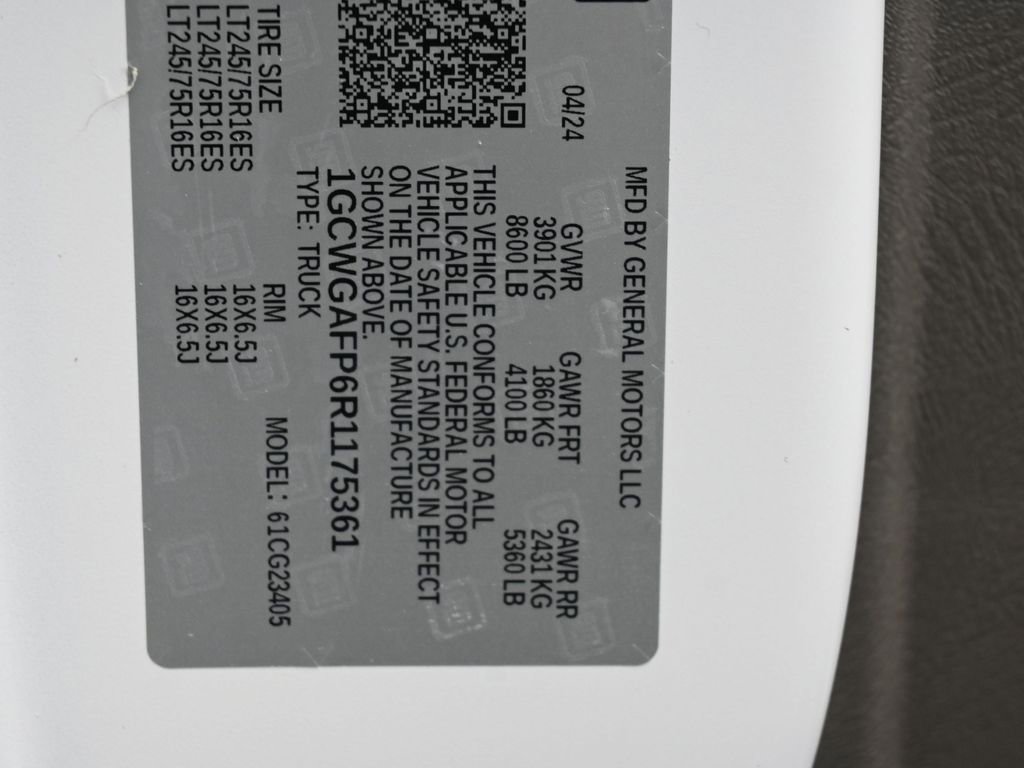 MFD BY GENERAL MOTORS LLC
04/24 GVWR GAWR FRT GAWR RR
3901 KG 1860 KG 2431 KG
8600 LB 4100 LB 5360 LB
THIS VEHICLE CONFORMS TO ALL
APPLICABLE U.S. FEDERAL MOTOR
VEHICLE SAFETY STANDARDS IN EFFECT
ON THE DATE OF MANUFACTURE
SHOWN ABOVE.
1GCWGAFP6R1175361
TYPE: TRUCK
MODEL: 61CG23405
TIRE SIZE RIM
LT245/75R16ES 16X6.5J
LT245/75R16ES 16X6.5J
LT245/75R16ES 16X6.5J